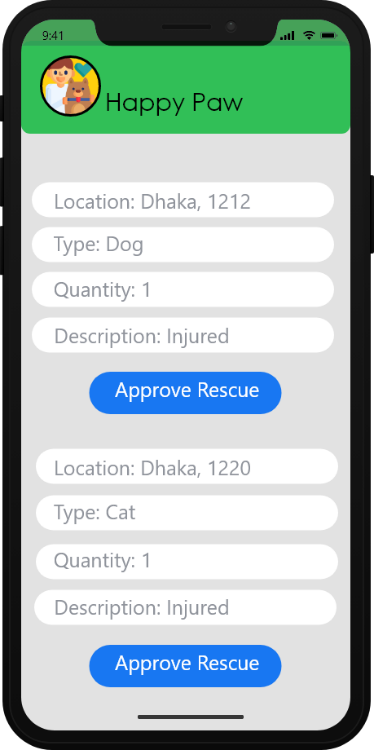 9:41
Happy Paw
Location: Dhaka, 1212
Type: Dog
Quantity: 1
Description: Injured
Approve Rescue
Location: Dhaka, 1220
Type: Cat
Quantity: 1
Description: Injured
Approve Rescue